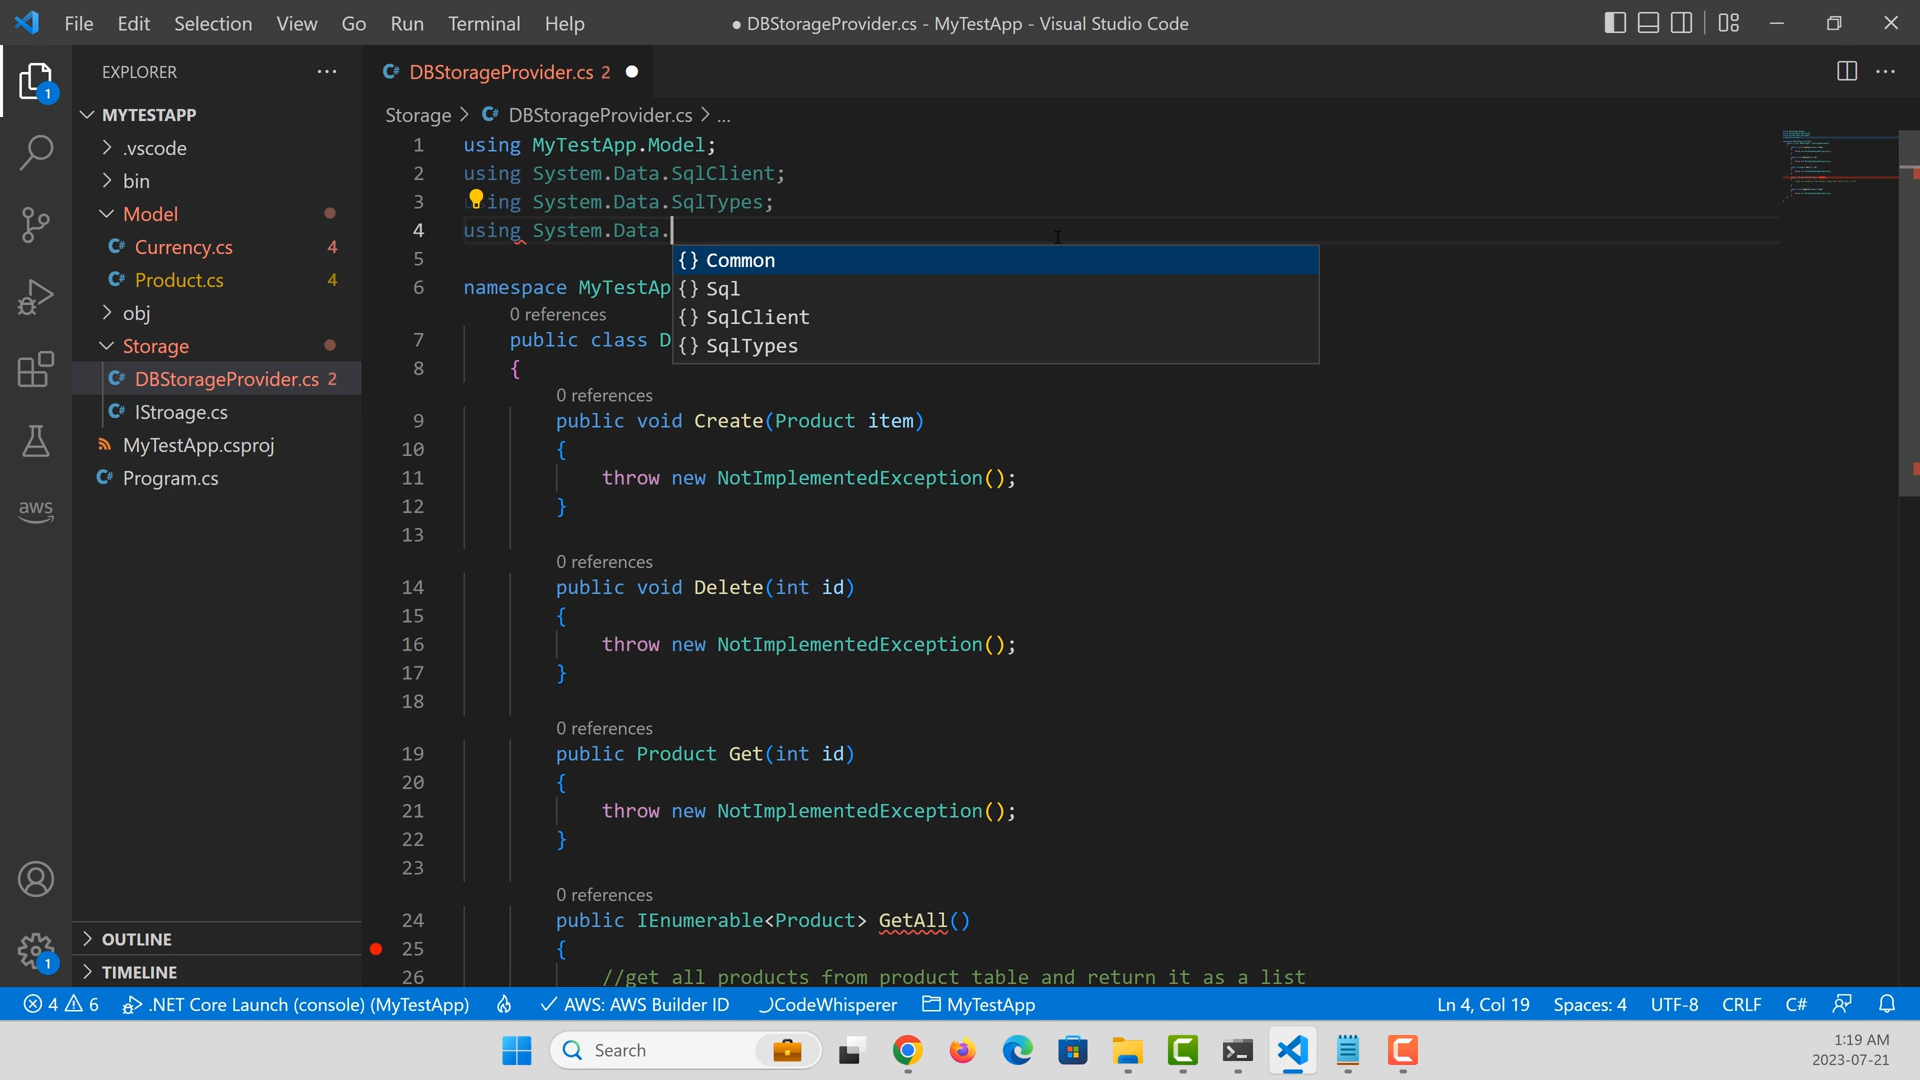 File Edit Selection View Go Run Terminal Help
● DBStorageProvider.cs - MyTestApp - Visual Studio Code
EXPLORER
MYTESTAPP
.vscode
bin
Model
Currency.cs 4
Product.cs 4
obj
Storage
DBStorageProvider.cs 2
IStroage.cs
MyTestApp.csproj
Program.cs
OUTLINE
TIMELINE
1
aws
1
DBStorageProvider.cs 2
Storage > DBStorageProvider.cs > ...
1 using MyTestApp.Model;
2 using System.Data.SqlClient;
3 using System.Data.SqlTypes;
4 using System.Data.
{} Common
{} Sql
{} SqlClient
{} SqlTypes
5
6 namespace MyTestAp
0 references
7 public class D
8 {
0 references
9 public void Create(Product item)
10 {
11 throw new NotImplementedException();
12 }
13
0 references
14 public void Delete(int id)
15 {
16 throw new NotImplementedException();
17 }
18
0 references
19 public Product Get(int id)
20 {
21 throw new NotImplementedException();
22 }
23
0 references
24 public IEnumerable<Product> GetAll()
25 {
26 //get all products from product table and return it as a list
4 6 .NET Core Launch (console) (MyTestApp) AWS: AWS Builder ID CodeWhisperer MyTestApp Ln 4, Col 19 Spaces: 4 UTF-8 CRLF C#
Search
1:19 AM
2023-07-21